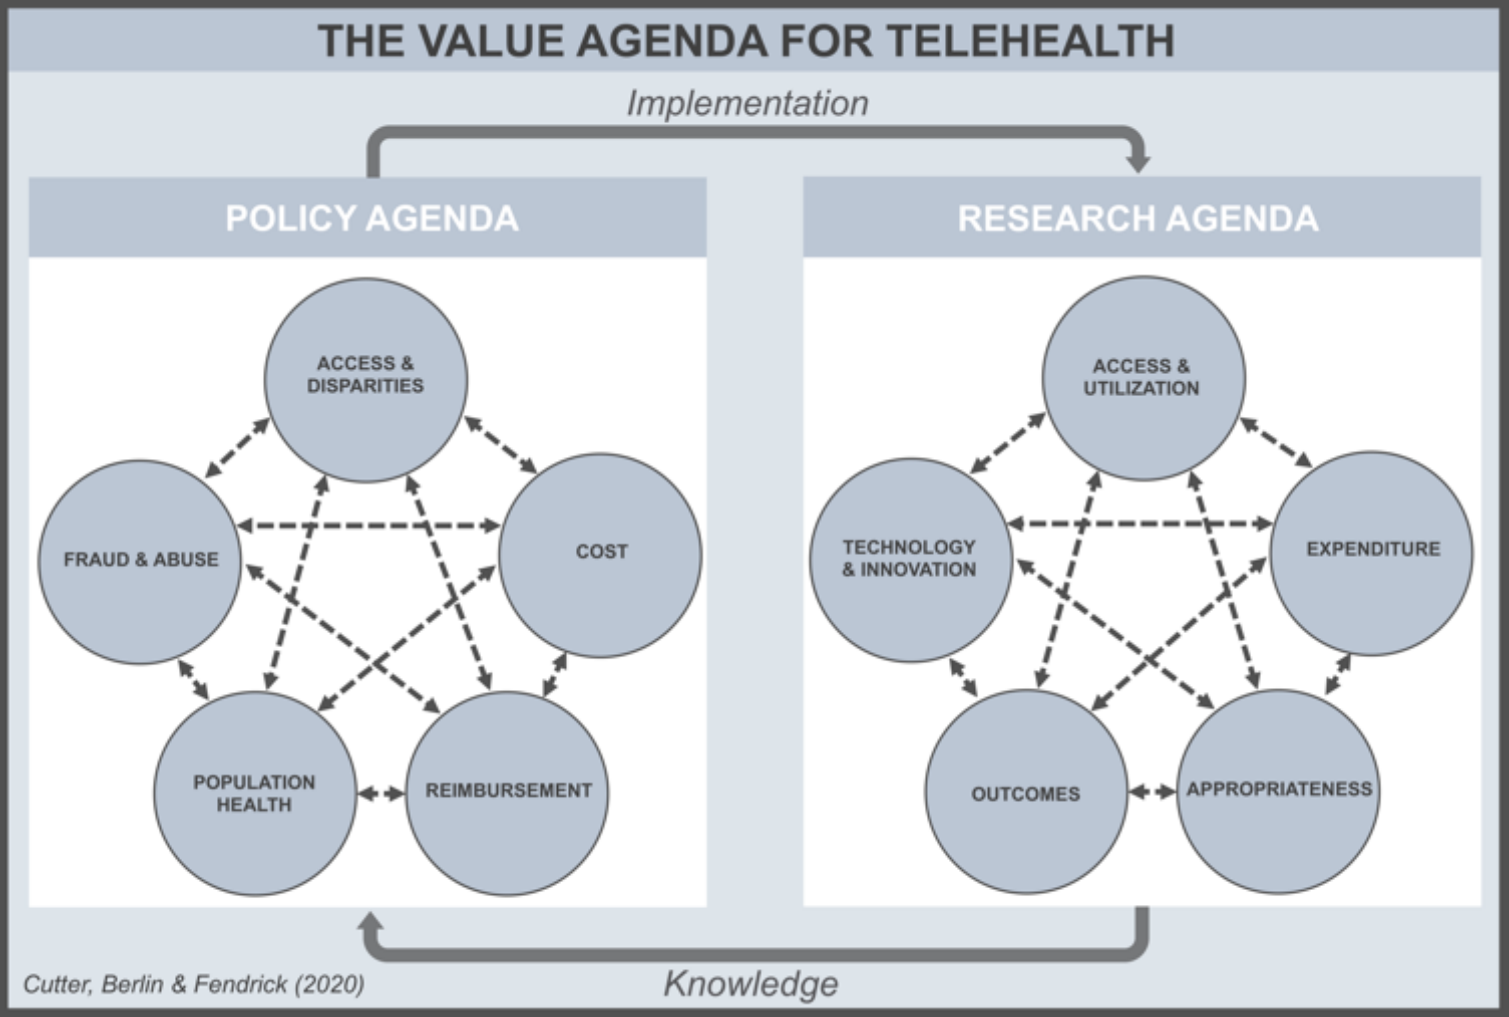 THE VALUE AGENDA FOR TELEHEALTH
Implementation
POLICY AGENDA
ACCESS &
DISPARITIES
FRAUD & ABUSE
COST
POPULATION
HEALTH
REIMBURSEMENT
RESEARCH AGENDA
ACCESS &
UTILIZATION
TECHNOLOGY
& INNOVATION
EXPENDITURE
OUTCOMES
APPROPRIATENESS
Knowledge
Cutter, Berlin & Fendrick (2020)